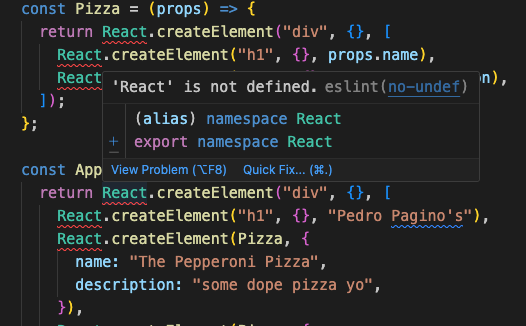 const Pizza = (props) => {
return React.createElement("div", {}, [
React.createElement("h1", {}, props.name),
React on),
'React' is not defined. eslint(no-undef)
]);
(alias) namespace React
};
+ export namespace React
View Problem (⌥F8) Quick Fix... (⌘.)
const App
return React.createElement("div", {}, [
React.createElement("h1", {}, "Pedro Pagino's"),
React.createElement(Pizza, {
name: "The Pepperoni Pizza",
description: "some dope pizza yo",
}),